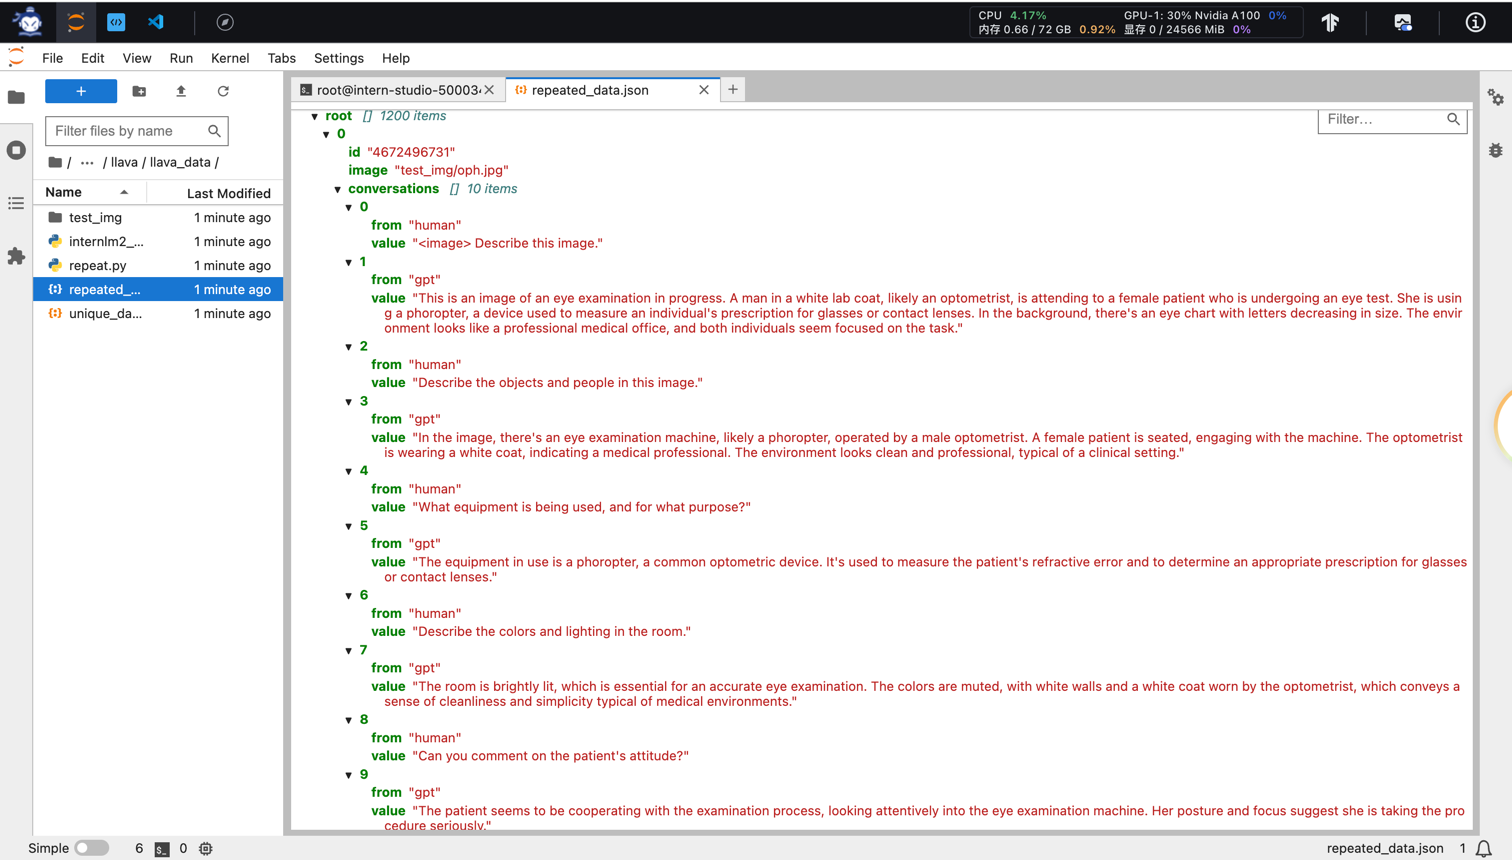 CPU 4.17% GPU-1: 30% Nvidia A100 0%
内存 0.66 / 72 GB 0.92% 显存 0 / 24566 MiB 0%
File Edit View Run Kernel Tabs Settings Help
root@intern-studio-50003
repeated_data.json
Filter files by name
/ ··· / llava / llava_data /
Name Last Modified
test_img 1 minute ago
internlm2_... 1 minute ago
repeat.py 1 minute ago
repeated_... 1 minute ago
unique_da... 1 minute ago
Filter...
root [] 1200 items
0
id "4672496731"
image "test_img/oph.jpg"
conversations [] 10 items
0
from "human"
value "<image> Describe this image."
1
from "gpt"
value "This is an image of an eye examination in progress. A man in a white lab coat, likely an optometrist, is attending to a female patient who is undergoing an eye test. She is usin
g a phoropter, a device used to measure an individual's prescription for glasses or contact lenses. In the background, there's an eye chart with letters decreasing in size. The envir
onment looks like a professional medical office, and both individuals seem focused on the task."
2
from "human"
value "Describe the objects and people in this image."
3
from "gpt"
value "In the image, there's an eye examination machine, likely a phoropter, operated by a male optometrist. A female patient is seated, engaging with the machine. The optometrist
is wearing a white coat, indicating a medical professional. The environment looks clean and professional, typical of a clinical setting."
4
from "human"
value "What equipment is being used, and for what purpose?"
5
from "gpt"
value "The equipment in use is a phoropter, a common optometric device. It's used to measure the patient's refractive error and to determine an appropriate prescription for glasses
or contact lenses."
6
from "human"
value "Describe the colors and lighting in the room."
7
from "gpt"
value "The room is brightly lit, which is essential for an accurate eye examination. The colors are muted, with white walls and a white coat worn by the optometrist, which conveys a
sense of cleanliness and simplicity typical of medical environments."
8
from "human"
value "Can you comment on the patient's attitude?"
9
from "gpt"
value "The patient seems to be cooperating with the examination process, looking attentively into the eye examination machine. Her posture and focus suggest she is taking the pro
cedure seriously."
Simple 6 0 repeated_data.json 1